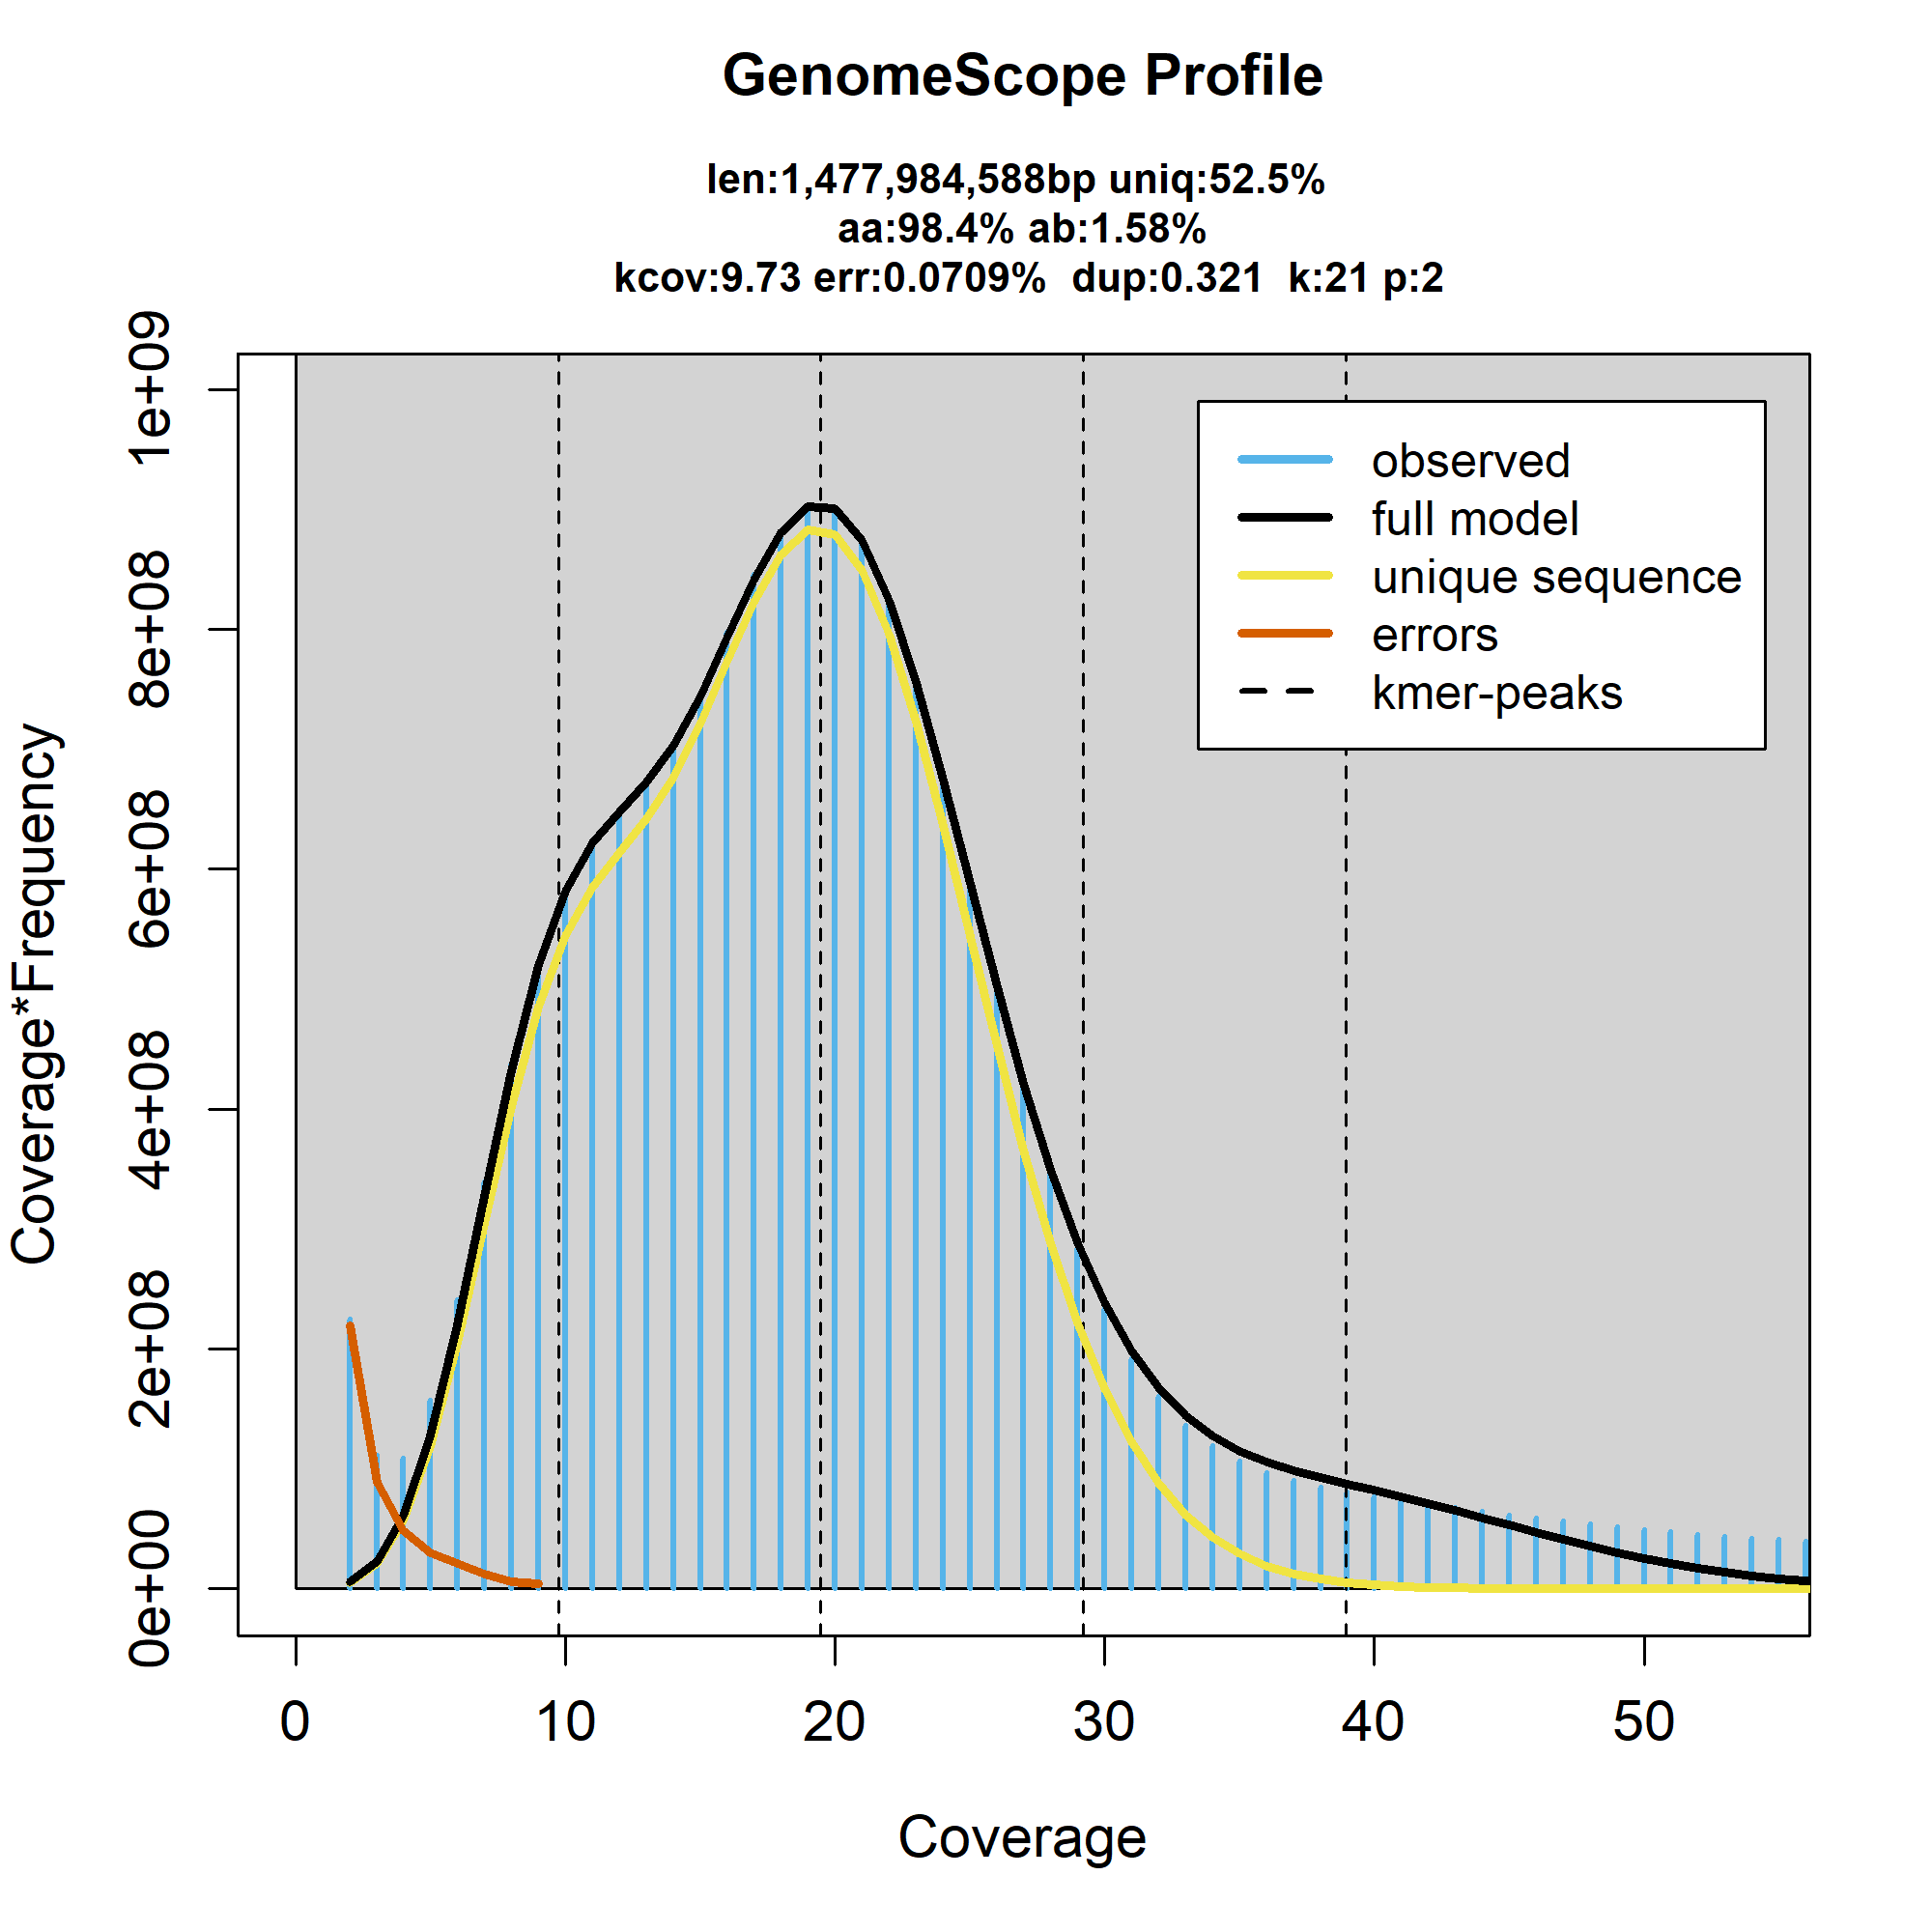 GenomeScope Profile
len:1,477,984,588bp uniq:52.5%
aa:98.4% ab:1.58%
kcov:9.73 err:0.0709% dup:0.321 k:21 p:2
Coverage*Frequency
1e+09
8e+08
6e+08
4e+08
2e+08
0e+00
observed
full model
unique sequence
errors
kmer-peaks
0 10 20 30 40 50
Coverage